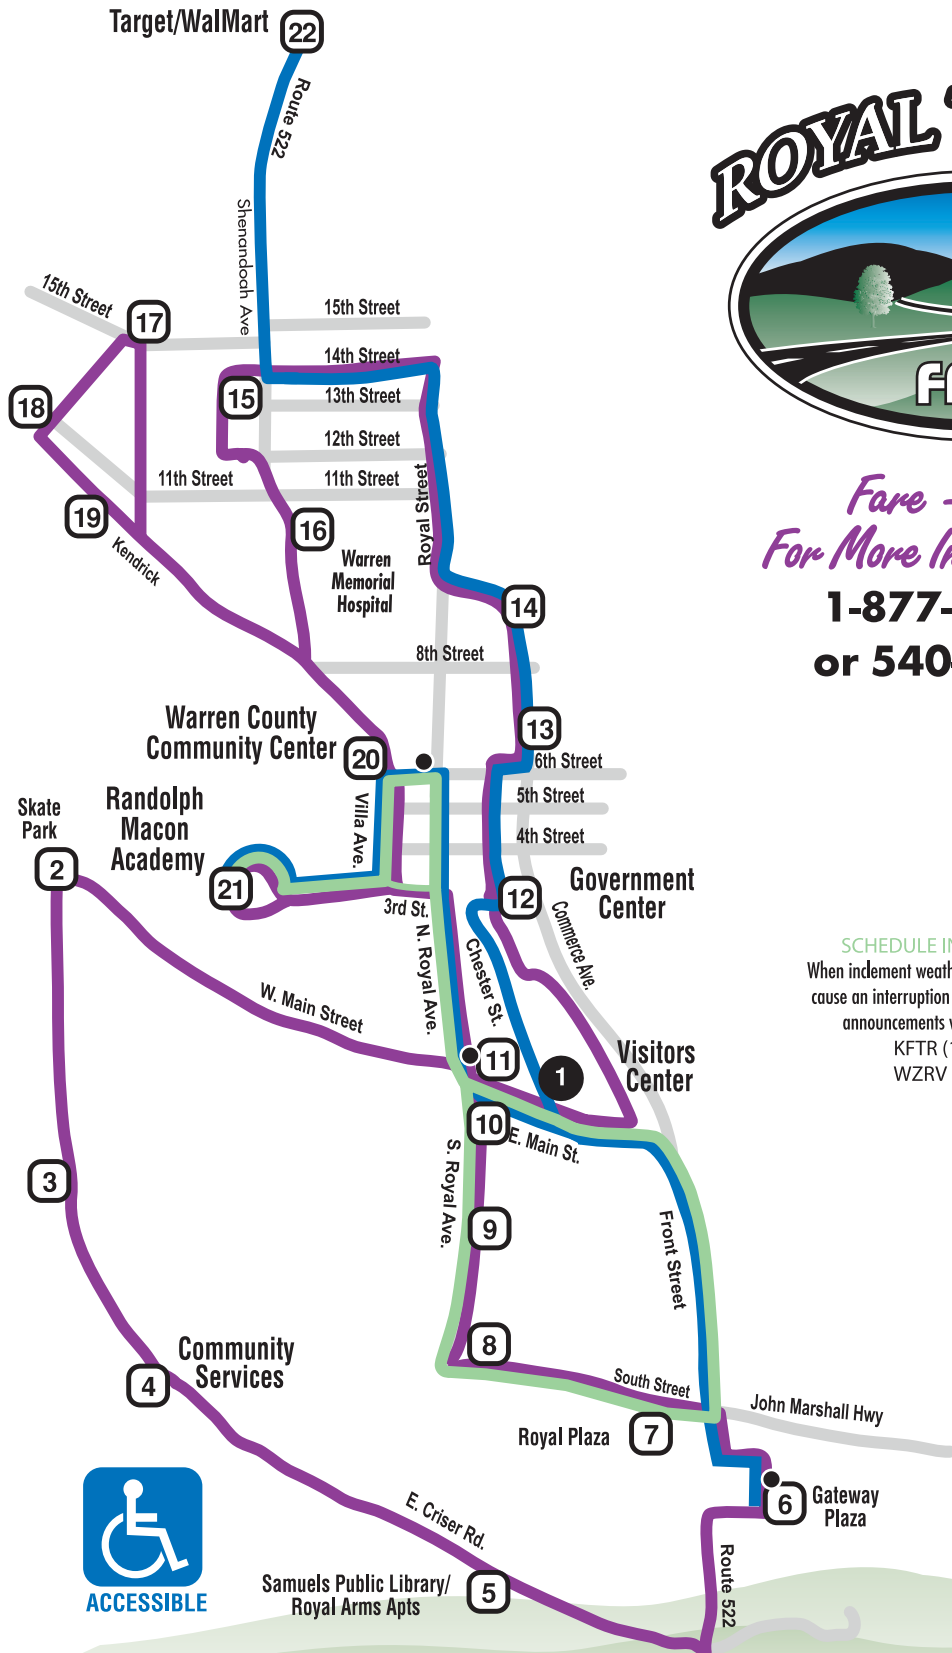 Target/WalMart
22
Route 522
ROYAL
Shenandoah Ave
15th Street
17
15th Street
14th Street
15
13th Street
18
12th Street
11th Street
11th Street
Royal Street
19
16
Kendrick
Warren
Memorial
Hospital
14
8th Street
Fare -
For More
1-877-
or 540
Warren County
Community Center
20
13
6th Street
5th Street
4th Street
Villa Ave.
Skate
Park
2
Randolph
Macon
Academy
21
3rd St.
12
Government
Center
Commerce Ave.
N. Royal Ave.
Chester St.
SCHEDULE IN
When inclement weath
cause an interruption
announcements
KFTR (
WZRV
W. Main Street
11
1
Visitors
Center
10
E. Main St.
3
S. Royal Ave.
9
Front Street
8
Community
Services
4
South Street
John Marshall Hwy
Royal Plaza
7
6
Gateway
Plaza
E. Criser Rd.
Route 522
ACCESSIBLE
Samuels Public Library/
Royal Arms Apts
5